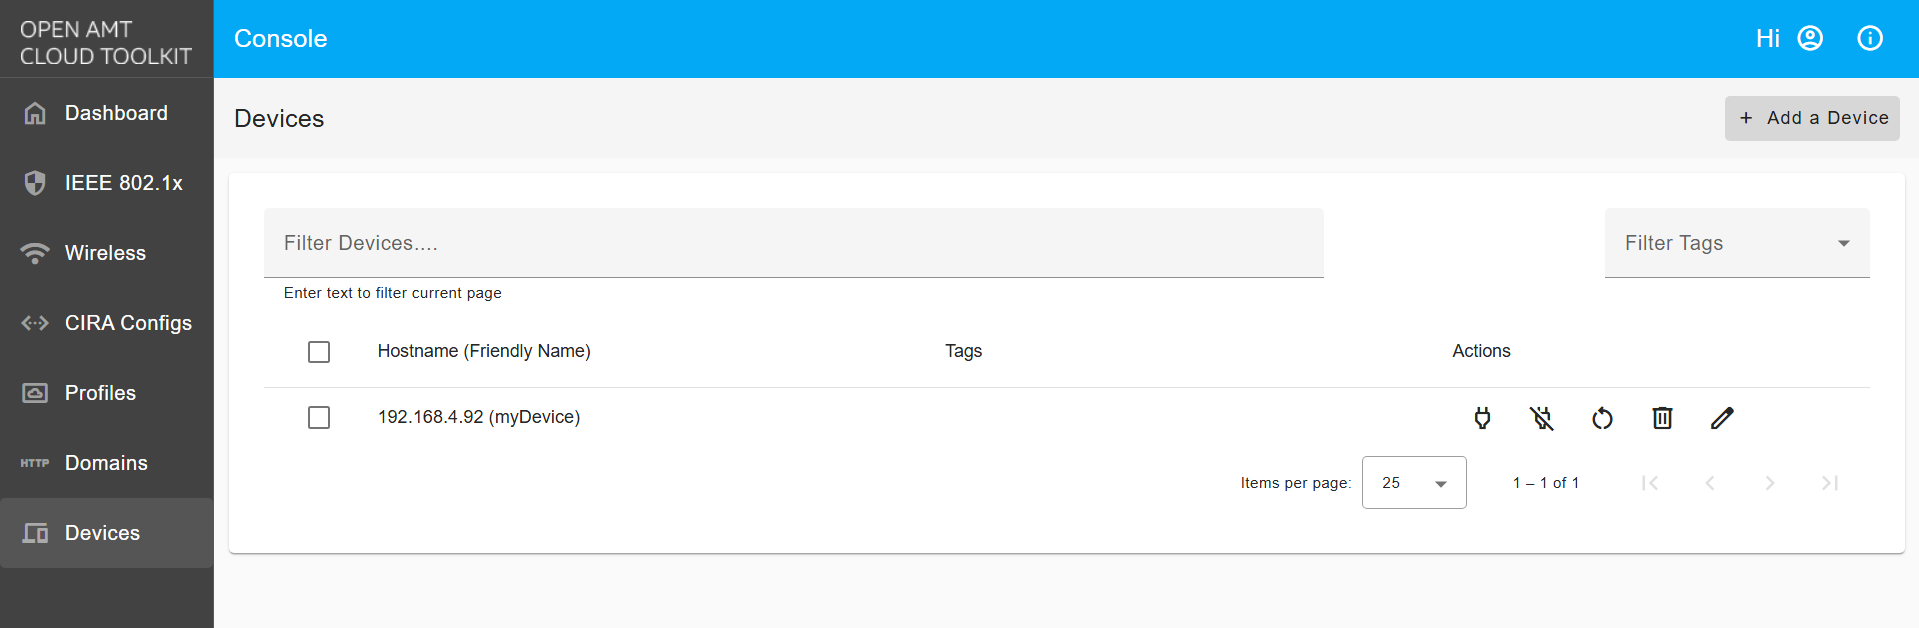 OPEN AMT
CLOUD TOOLKIT
Console
Hi
Dashboard
IEEE 802.1x
Wireless
CIRA Configs
Profiles
HTTP Domains
Devices
Devices
+ Add a Device
Filter Devices....
Filter Tags
Enter text to filter current page
Hostname (Friendly Name) Tags Actions
192.168.4.92 (myDevice)
Items per page: 25 1 – 1 of 1